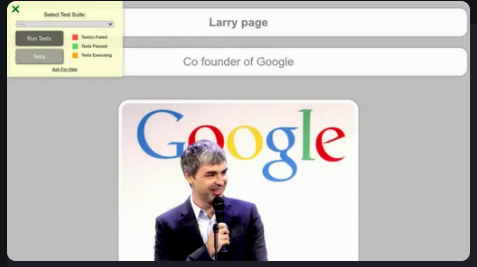 Select Test Suite:
Run Tests
Test(s) Failed
Tests Passed
Tests
Tests Executing
Ask For Help
Larry page
Co founder of Google
Google